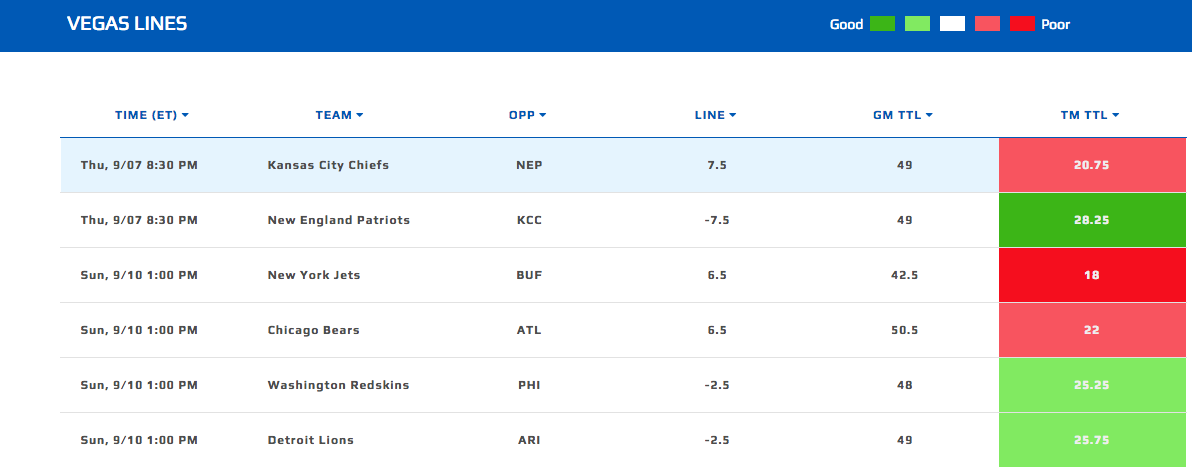 VEGAS LINES Good Poor
TIME (ET) TEAM OPP LINE GM TTL TM TTL
Thu, 9/07 8:30 PM Kansas City Chiefs NEP 7.5 49 20.75
Thu, 9/07 8:30 PM New England Patriots KCC -7.5 49 28.25
Sun, 9/10 1:00 PM New York Jets BUF 6.5 42.5 18
Sun, 9/10 1:00 PM Chicago Bears ATL 6.5 50.5 22
Sun, 9/10 1:00 PM Washington Redskins PHI -2.5 48 25.25
Sun, 9/10 1:00 PM Detroit Lions ARI -2.5 49 25.75